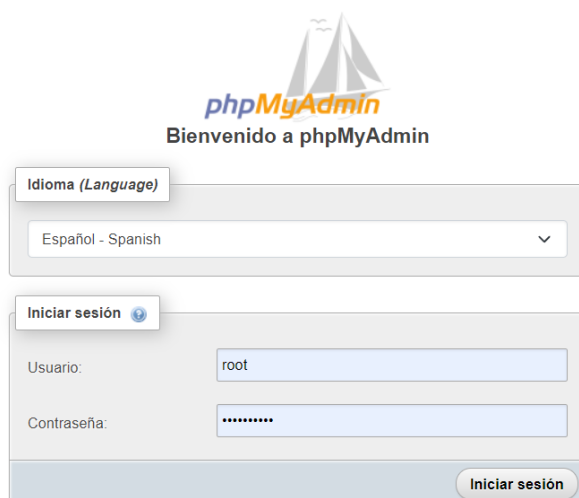 phpMyAdmin
Bienvenido a phpMyAdmin
Idioma (Language)
Español - Spanish
Iniciar sesión
Usuario:
root
Contraseña:
••••••••••
Iniciar sesión